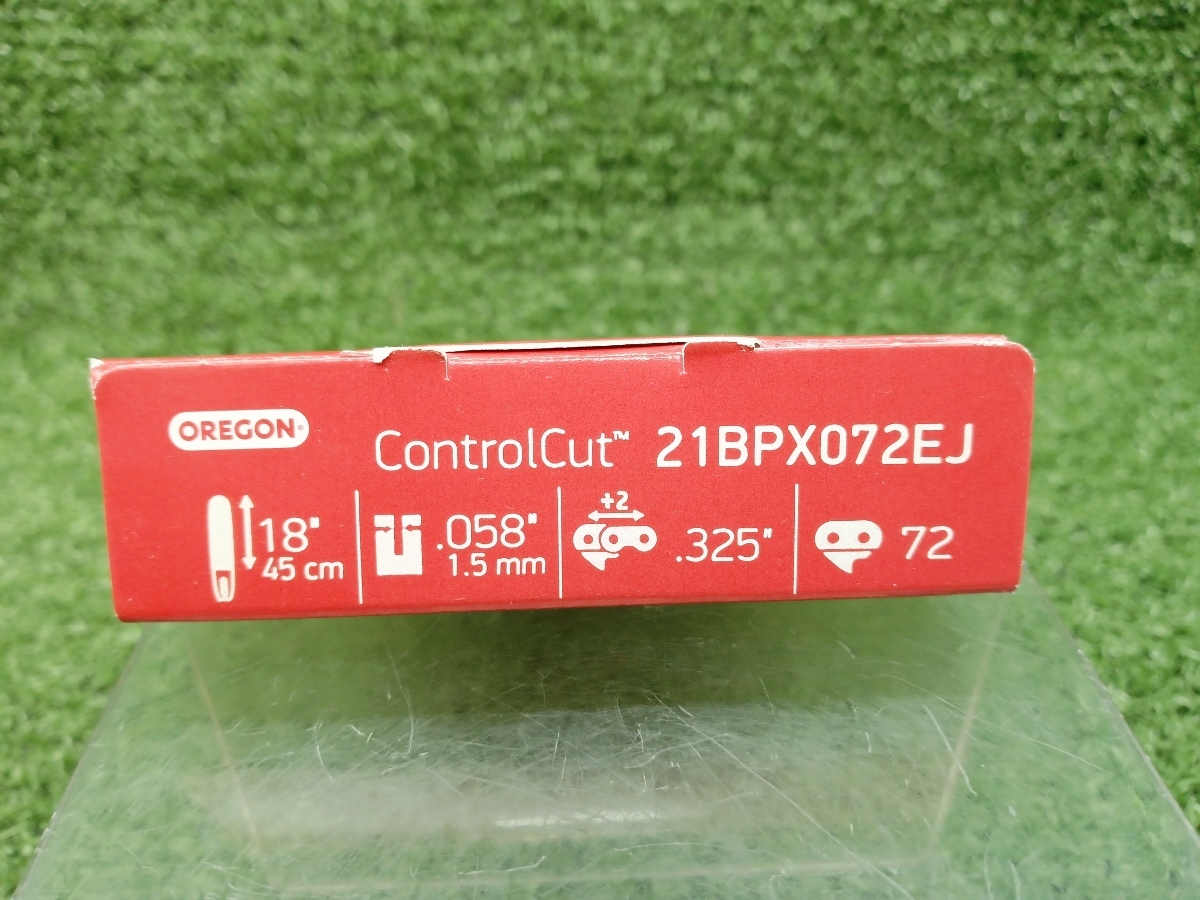 OREGON®
ControlCut™ 21BPX072EJ
18"
45 cm
.058"
1.5 mm
+2
.325"
72